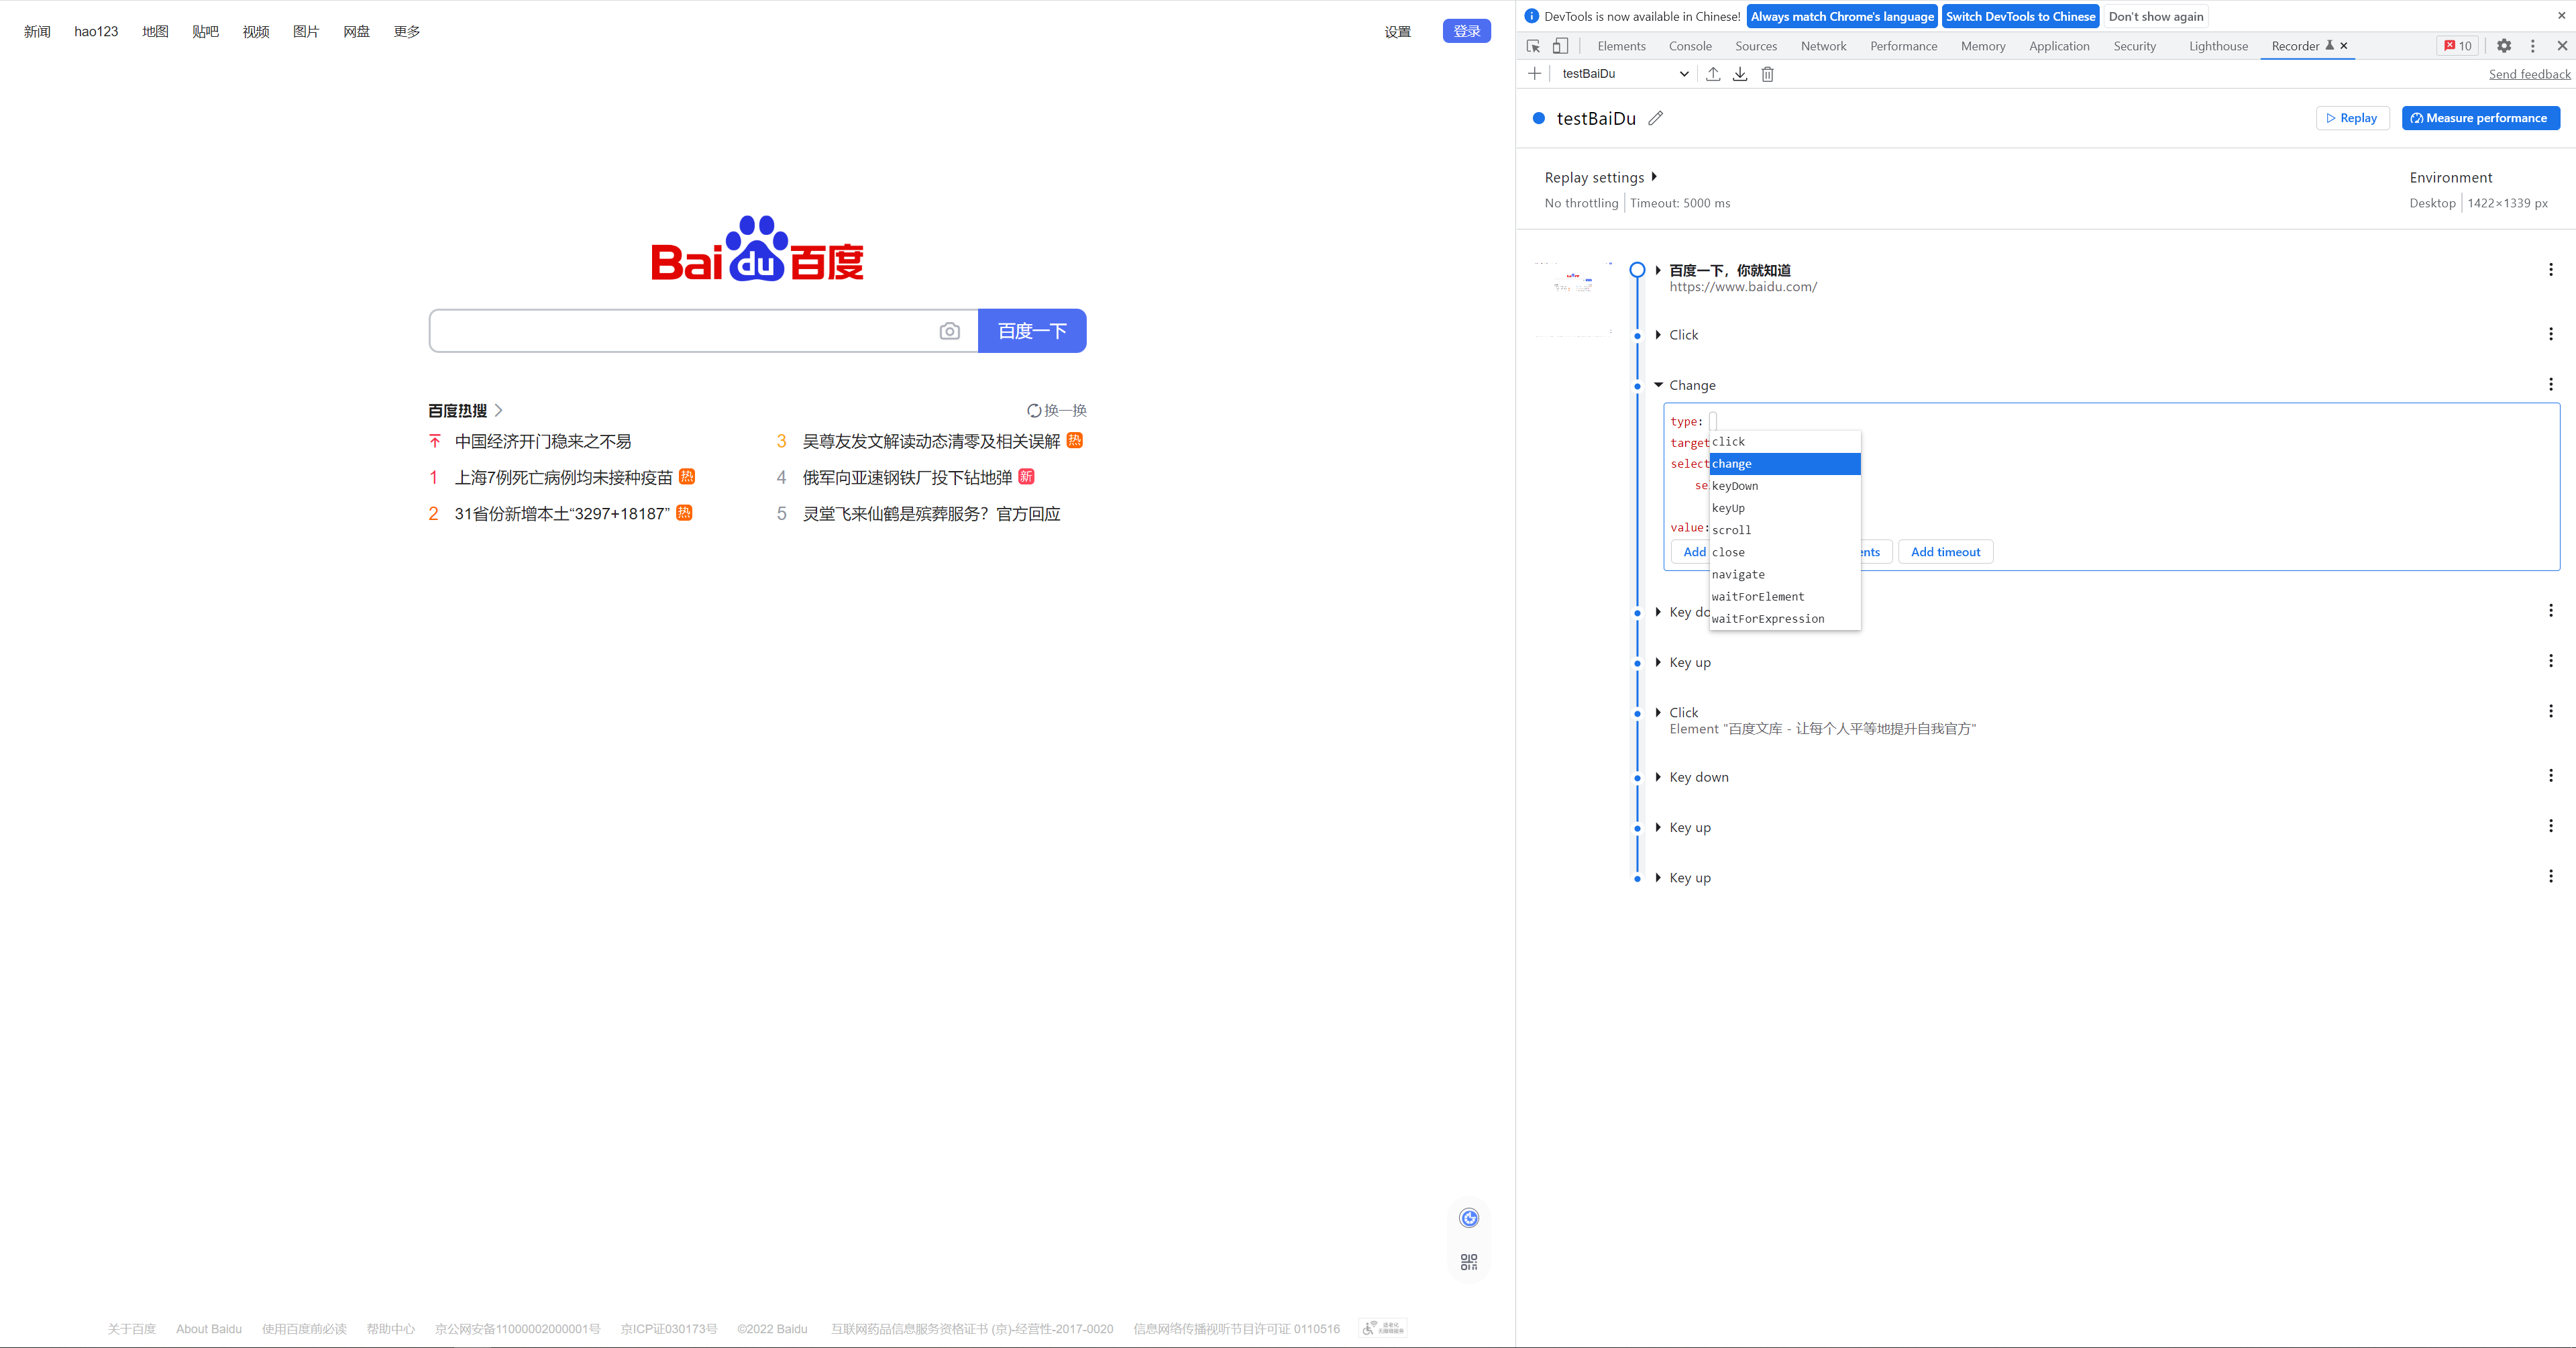 新闻 hao123 地图 贴吧 视频 图片 网盘 更多 设置 登录
Bai du 百度
百度一下
百度热搜 换一换
中国经济开门稳来之不易
1 上海7例死亡病例均未接种疫苗 热
2 31省份新增本土“3297+18187” 热
3 吴尊友发文解读动态清零及相关误解 热
4 俄军向亚速钢铁厂投下钻地弹 新
5 灵堂飞来仙鹤是殡葬服务？官方回应
关于百度 About Baidu 使用百度前必读 帮助中心 京公网安备11000002000001号 京ICP证030173号 ©2022 Baidu 互联网药品信息服务资格证书 (京)-经营性-2017-0020 信息网络传播视听节目许可证 0110516
DevTools is now available in Chinese! Always match Chrome's language Switch DevTools to Chinese Don't show again
Elements Console Sources Network Performance Memory Application Security Lighthouse Recorder 10
testBaiDu Send feedback
testBaiDu Replay Measure performance
Replay settings Environment
No throttling Timeout: 5000 ms Desktop 1422×1339 px
百度一下，你就知道
https://www.baidu.com/
Click
Change
type:
target
select
se
value:
Add ents Add timeout
click
change
keyDown
keyUp
scroll
close
navigate
waitForElement
waitForExpression
Key do
Key up
Click
Element "百度文库 - 让每个人平等地提升自我官方"
Key down
Key up
Key up